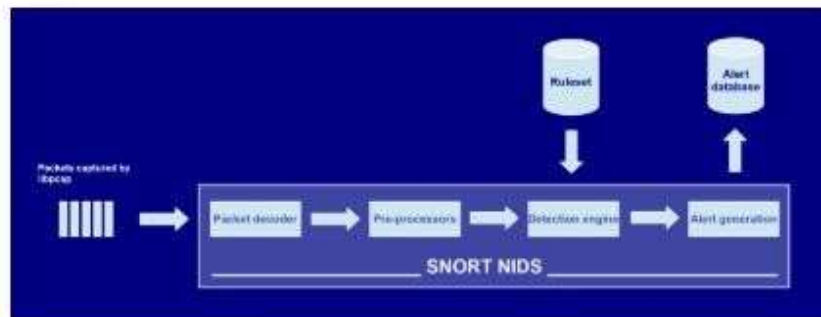 Ruleset
Alert
database
Packets captured by
libpcap
Packet decoder
Pre-processors
Detection engine
Alert generation
SNORT NIDS